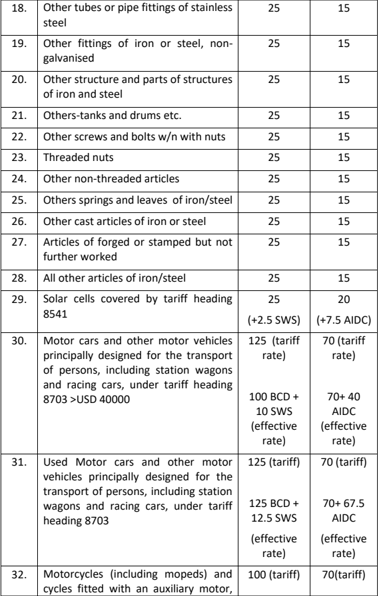 18. Other tubes or pipe fittings of stainless 25 15
steel
19. Other fittings of iron or steel, non- 25 15
galvanised
20. Other structure and parts of structures 25 15
of iron and steel
21. Others-tanks and drums etc. 25 15
22. Other screws and bolts w/n with nuts 25 15
23. Threaded nuts 25 15
24. Other non-threaded articles 25 15
25. Others springs and leaves of iron/steel 25 15
26. Other cast articles of iron or steel 25 15
27. Articles of forged or stamped but not 25 15
further worked
28. All other articles of iron/steel 25 15
29. Solar cells covered by tariff heading 25 20
8541 (+2.5 SWS) (+7.5 AIDC)
30. Motor cars and other motor vehicles 125 (tariff 70 (tariff
principally designed for the transport rate) rate)
of persons, including station wagons
and racing cars, under tariff heading
8703 >USD 40000 100 BCD + 70+ 40
10 SWS AIDC
(effective (effective
rate) rate)
31. Used Motor cars and other motor 125 (tariff) 70 (tariff)
vehicles principally designed for the
transport of persons, including station
wagons and racing cars, under tariff 125 BCD + 70+ 67.5
heading 8703 12.5 SWS AIDC
(effective (effective
rate) rate)
32. Motorcycles (including mopeds) and 100 (tariff) 70(tariff)
cycles fitted with an auxiliary motor,